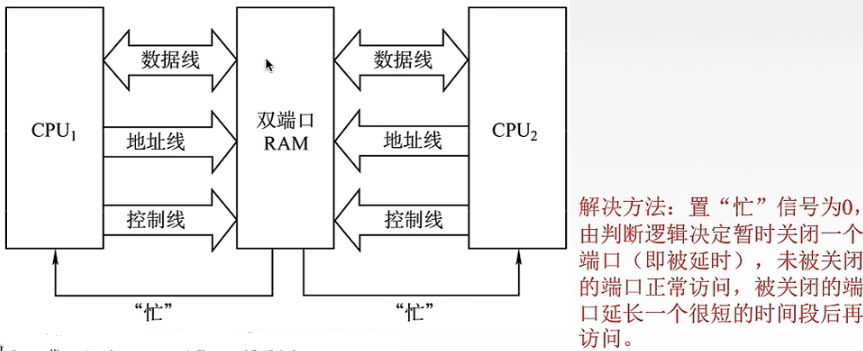 数据线
数据线
CPU1
双端口
RAM
CPU2
地址线
地址线
控制线
控制线
“忙”
“忙”
解决方法：置“忙”信号为0，
由判断逻辑决定暂时关闭一个
端口（即被延时），未被关闭
的端口正常访问，被关闭的端
口延长一个很短的时间段后再
访问。